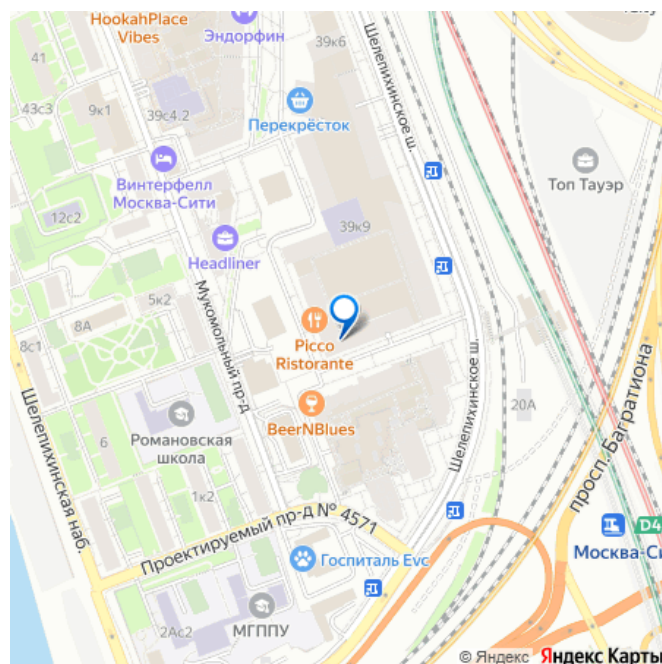 HookahPlace
Vibes
Эндорфин
39к6
Шелепихинское ш.
41
43с3
9к1
39с4.2
Перекрёсток
Винтерфелл
Москва-Сити
Топ Тауэр
12с2
39к9
Headliner
5к2
8А
8с1
Мукомольный пр-д
Picco
Ristorante
Шелепихинское ш.
просп. Багратиона
Шелепихинская наб.
BeerNBlues
20А
Романовская
школа
6
1к2
Проектируемый пр-д № 4571
D4
Москва-Си
Госпиталь Evc
2Ас2
МГППУ
© Яндекс Яндекс Карты